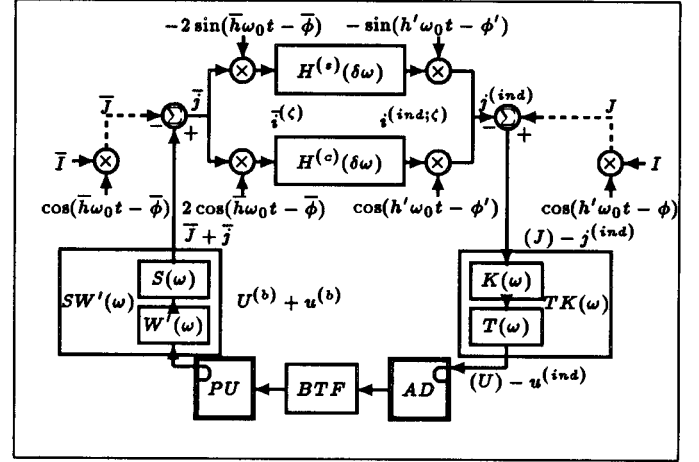 −2 sin(h̅ω₀t − ϕ̅) − sin(h′ω₀t − ϕ′)
× H^(s)(δω) ×
J̅ Σ j̅ i̅^(ζ) i^(ind;ζ) j^(ind) Σ J
− + − +
I̅ × × H^(c)(δω) × × I
cos(h̅ω₀t − ϕ̅) 2 cos(h̅ω₀t − ϕ̅) cos(h′ω₀t − ϕ′) cos(h′ω₀t − ϕ)
J̅ + j̅ (J) − j^(ind)
S(ω) K(ω)
SW′(ω) U^(b) + u^(b) TK(ω)
W′(ω) T(ω)
PU BTF AD (U) − u^(ind)